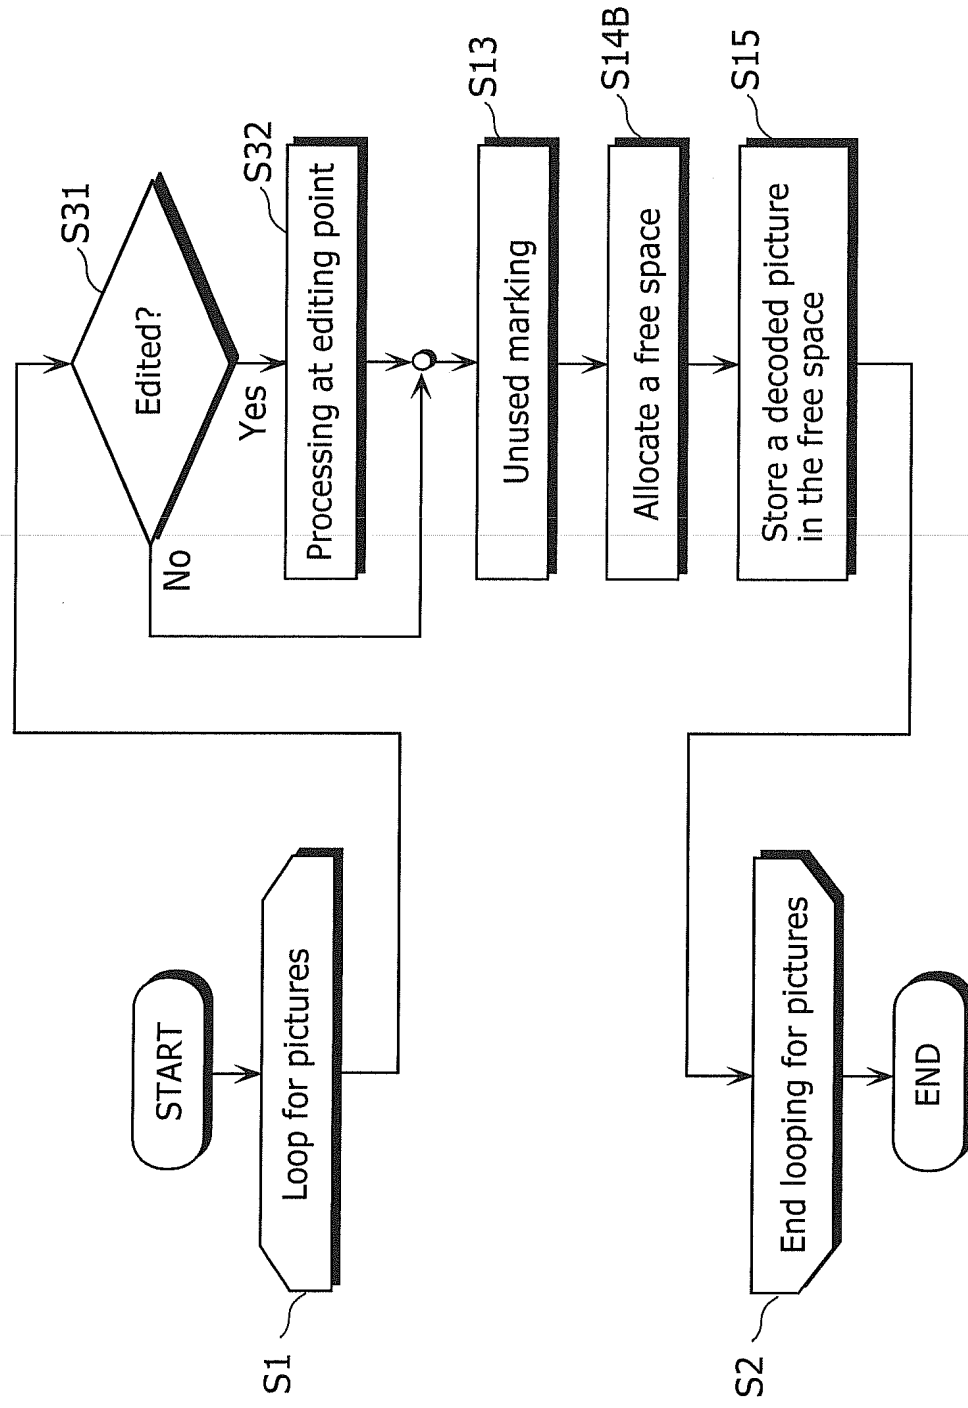 START
S1
Loop for pictures
S31
Edited?
No
Yes
S32
Processing at editing point
S13
Unused marking
S14B
Allocate a free space
S15
Store a decoded picture
in the free space
S2
End looping for pictures
END